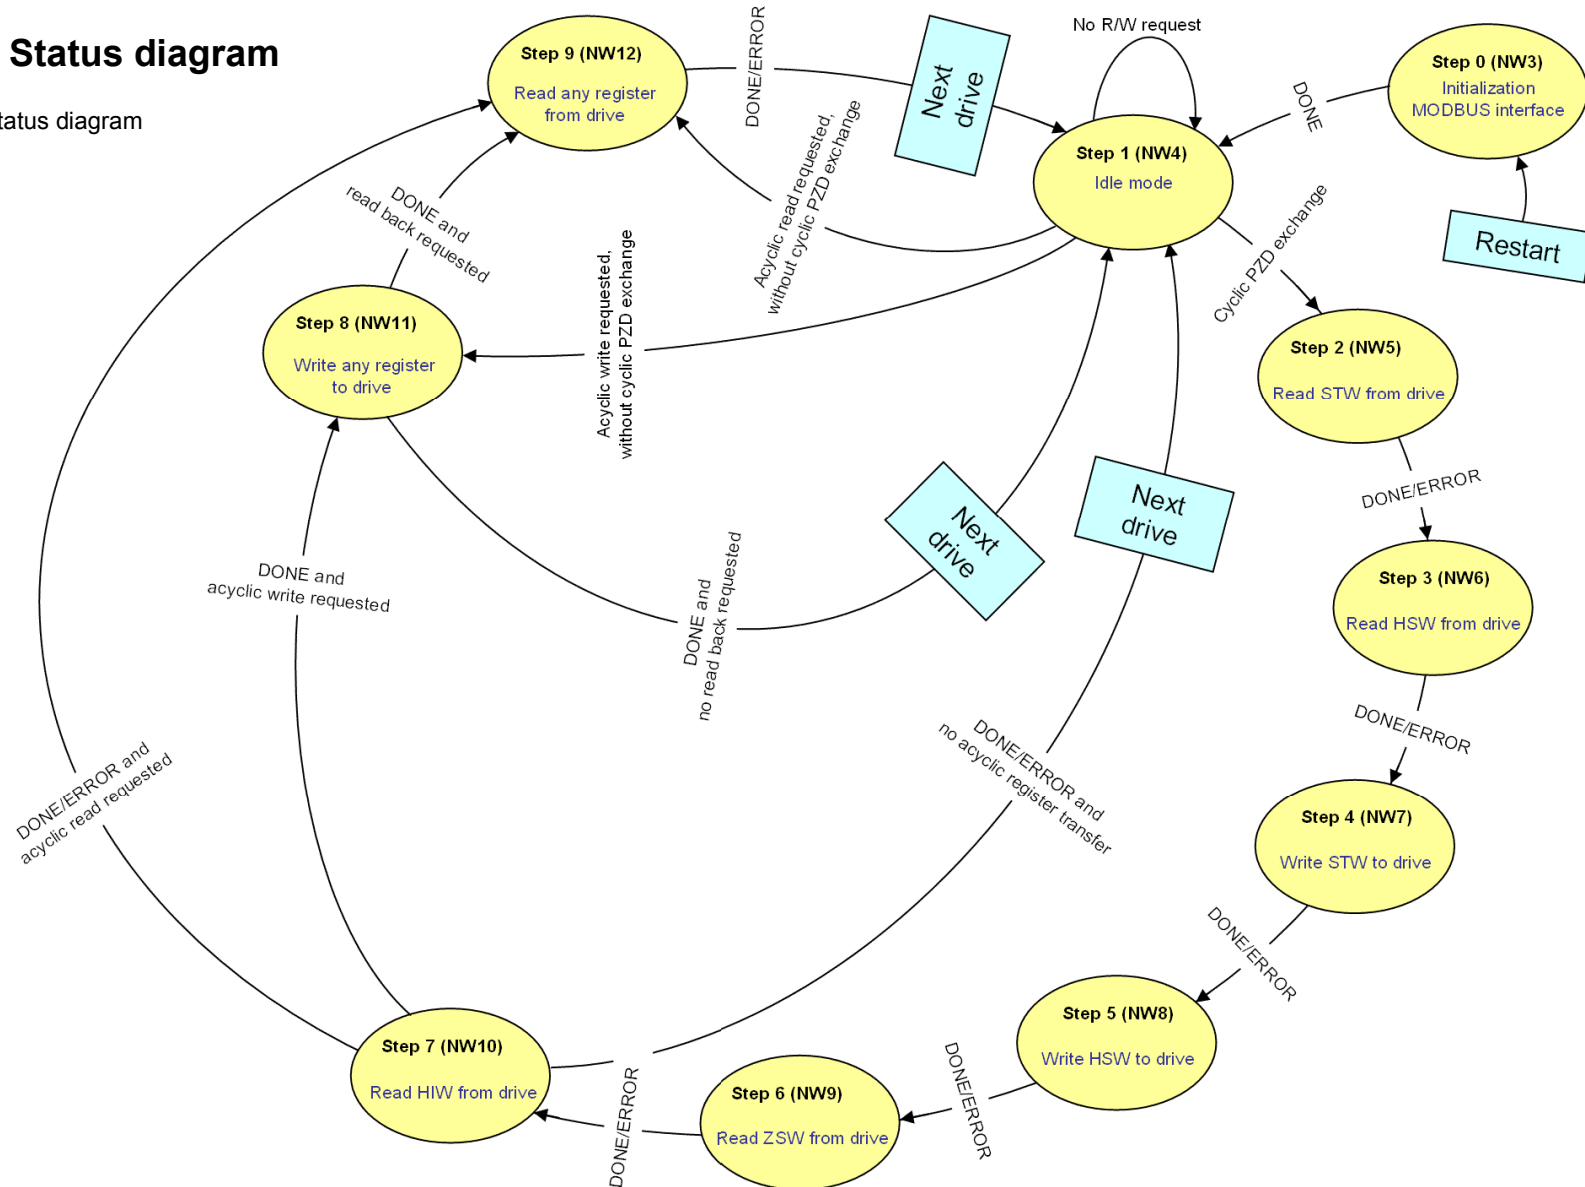 Status diagram
tatus diagram
Step 9 (NW12)
Read any register
from drive
DONE/ERROR
Next
drive
No R/W request
Step 0 (NW3)
Initialization
MODBUS interface
DONE
Restart
Step 1 (NW4)
Idle mode
Acyclic read requested,
without cyclic PZD exchange
Cyclic PZD exchange
DONE and
read back requested
Acyclic write requested,
without cyclic PZD exchange
Step 8 (NW11)
Write any register
to drive
Step 2 (NW5)
Read STW from drive
DONE/ERROR
Next
drive
Next
drive
Step 3 (NW6)
Read HSW from drive
DONE and
acyclic write requested
DONE and
no read back requested
DONE/ERROR
DONE/ERROR and
acyclic read requested
DONE/ERROR and
no acyclic register transfer
Step 4 (NW7)
Write STW to drive
DONE/ERROR
Step 5 (NW8)
Write HSW to drive
DONE/ERROR
Step 6 (NW9)
Read ZSW from drive
DONE/ERROR
Step 7 (NW10)
Read HIW from drive